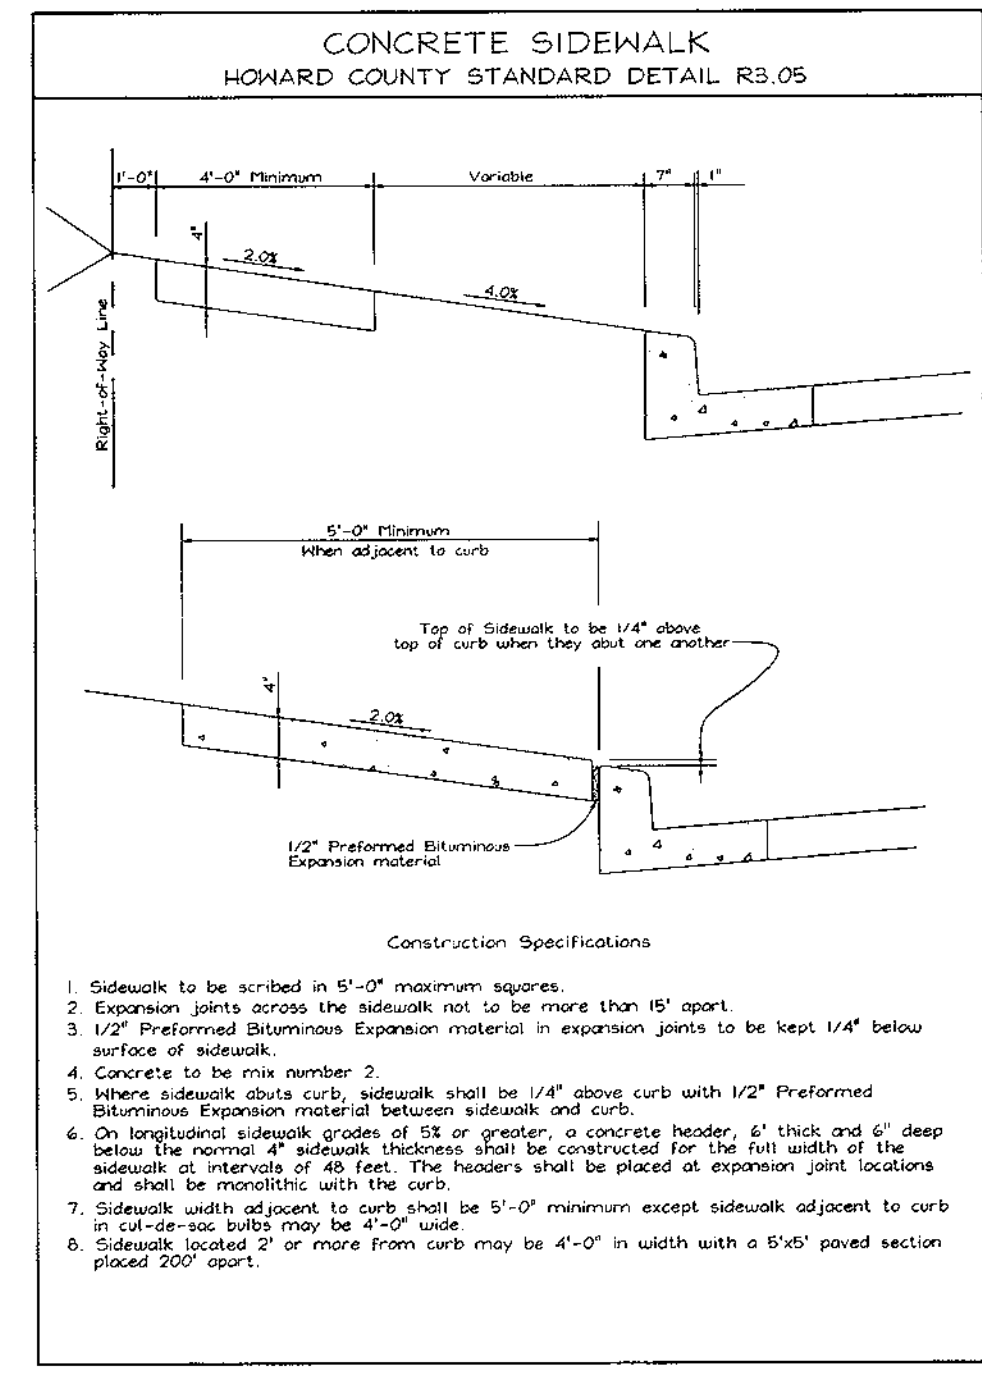 CONCRETE SIDEWALK
HOWARD COUNTY STANDARD DETAIL R3.05
1'-0"
4'-0" Minimum
Variable
7"
1"
4"
2.0%
4.0%
Right-of-Way Line
5'-0" Minimum
When adjacent to curb
Top of Sidewalk to be 1/4" above
top of curb when they abut one another
4"
2.0%
1/2" Preformed Bituminous
Expansion material
Construction Specifications
1. Sidewalk to be scribed in 5'-0" maximum squares.
2. Expansion joints across the sidewalk not to be more than 15' apart.
3. 1/2" Preformed Bituminous Expansion material in expansion joints to be kept 1/4" below
surface of sidewalk.
4. Concrete to be mix number 2.
5. Where sidewalk abuts curb, sidewalk shall be 1/4" above curb with 1/2" Preformed
Bituminous Expansion material between sidewalk and curb.
6. On longitudinal sidewalk grades of 5% or greater, a concrete header, 6' thick and 6" deep
below the normal 4" sidewalk thickness shall be constructed for the full width of the
sidewalk at intervals of 48 feet. The headers shall be placed at expansion joint locations
and shall be monolithic with the curb.
7. Sidewalk width adjacent to curb shall be 5'-0" minimum except sidewalk adjacent to curb
in cul-de-sac bulbs may be 4'-0" wide.
8. Sidewalk located 2' or more from curb may be 4'-0" in width with a 5'x5' paved section
placed 200' apart.